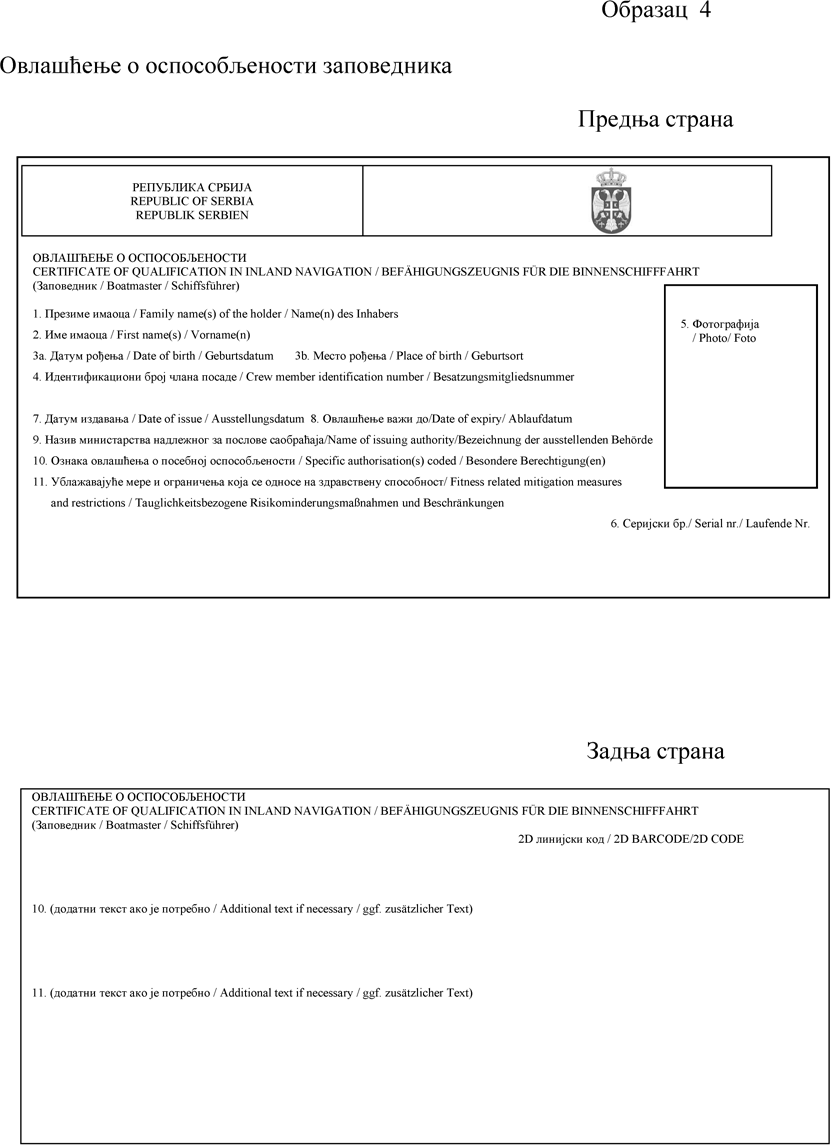 Образац 4
Овлашћење о оспособљености заповедника
Предња страна
РЕПУБЛИКА СРБИЈА
REPUBLIC OF SERBIA
REPUBLIK SERBIEN
ОВЛАШЋЕЊЕ О ОСПОСОБЉЕНОСТИ
CERTIFICATE OF QUALIFICATION IN INLAND NAVIGATION / BEFÄHIGUNGSZEUGNIS FÜR DIE BINNENSCHIFFFAHRT
(Заповедник / Boatmaster / Schiffsführer)
1. Презиме имаоца / Family name(s) of the holder / Name(n) des Inhabers
5. Фотографија
/ Photo/ Foto
2. Име имаоца / First name(s) / Vorname(n)
3a. Датум рођења / Date of birth / Geburtsdatum 3b. Место рођења / Place of birth / Geburtsort
4. Идентификациони број члана посаде / Crew member identification number / Besatzungsmitgliedsnummer
7. Датум издавања / Date of issue / Ausstellungsdatum 8. Овлашћење важи до/Date of expiry/ Ablaufdatum
9. Назив министарства надлежног за послове саобраћаја/Name of issuing authority/Bezeichnung der ausstellenden Behörde
10. Ознака овлашћења о посебној оспособљености / Specific authorisation(s) coded / Besondere Berechtigung(en)
11. Ублажавајуће мере и ограничења која се односе на здравствену способност/ Fitness related mitigation measures
and restrictions / Tauglichkeitsbezogene Risikominderungsmaßnahmen und Beschränkungen
6. Серијски бр./ Serial nr./ Laufende Nr.
Задња страна
ОВЛАШЋЕЊЕ О ОСПОСОБЉЕНОСТИ
CERTIFICATE OF QUALIFICATION IN INLAND NAVIGATION / BEFÄHIGUNGSZEUGNIS FÜR DIE BINNENSCHIFFFAHRT
(Заповедник / Boatmaster / Schiffsführer)
2D линијски код / 2D BARCODE/2D CODE
10. (додатни текст ако је потребно / Additional text if necessary / ggf. zusätzlicher Text)
11. (додатни текст ако је потребно / Additional text if necessary / ggf. zusätzlicher Text)